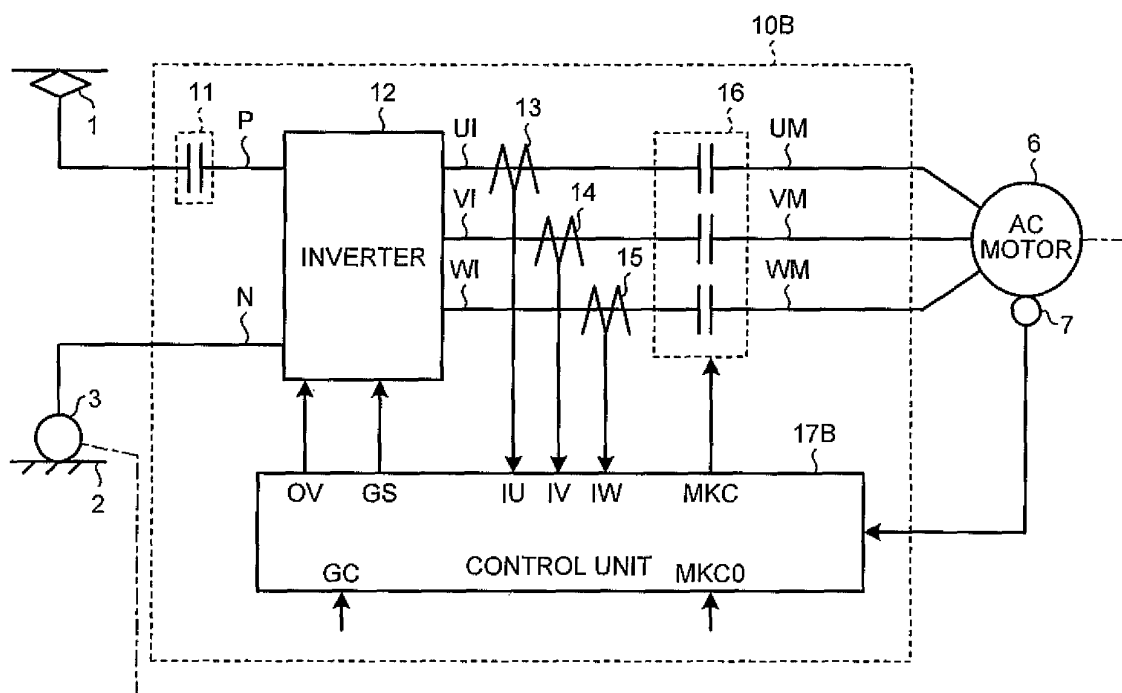 10B
1
11
P
12
UI
13
16
UM
6
VI
14
VM
AC
MOTOR
INVERTER
WI
15
WM
N
7
3
2
17B
OV
GS
IU
IV
IW
MKC
CONTROL UNIT
GC
MKC0